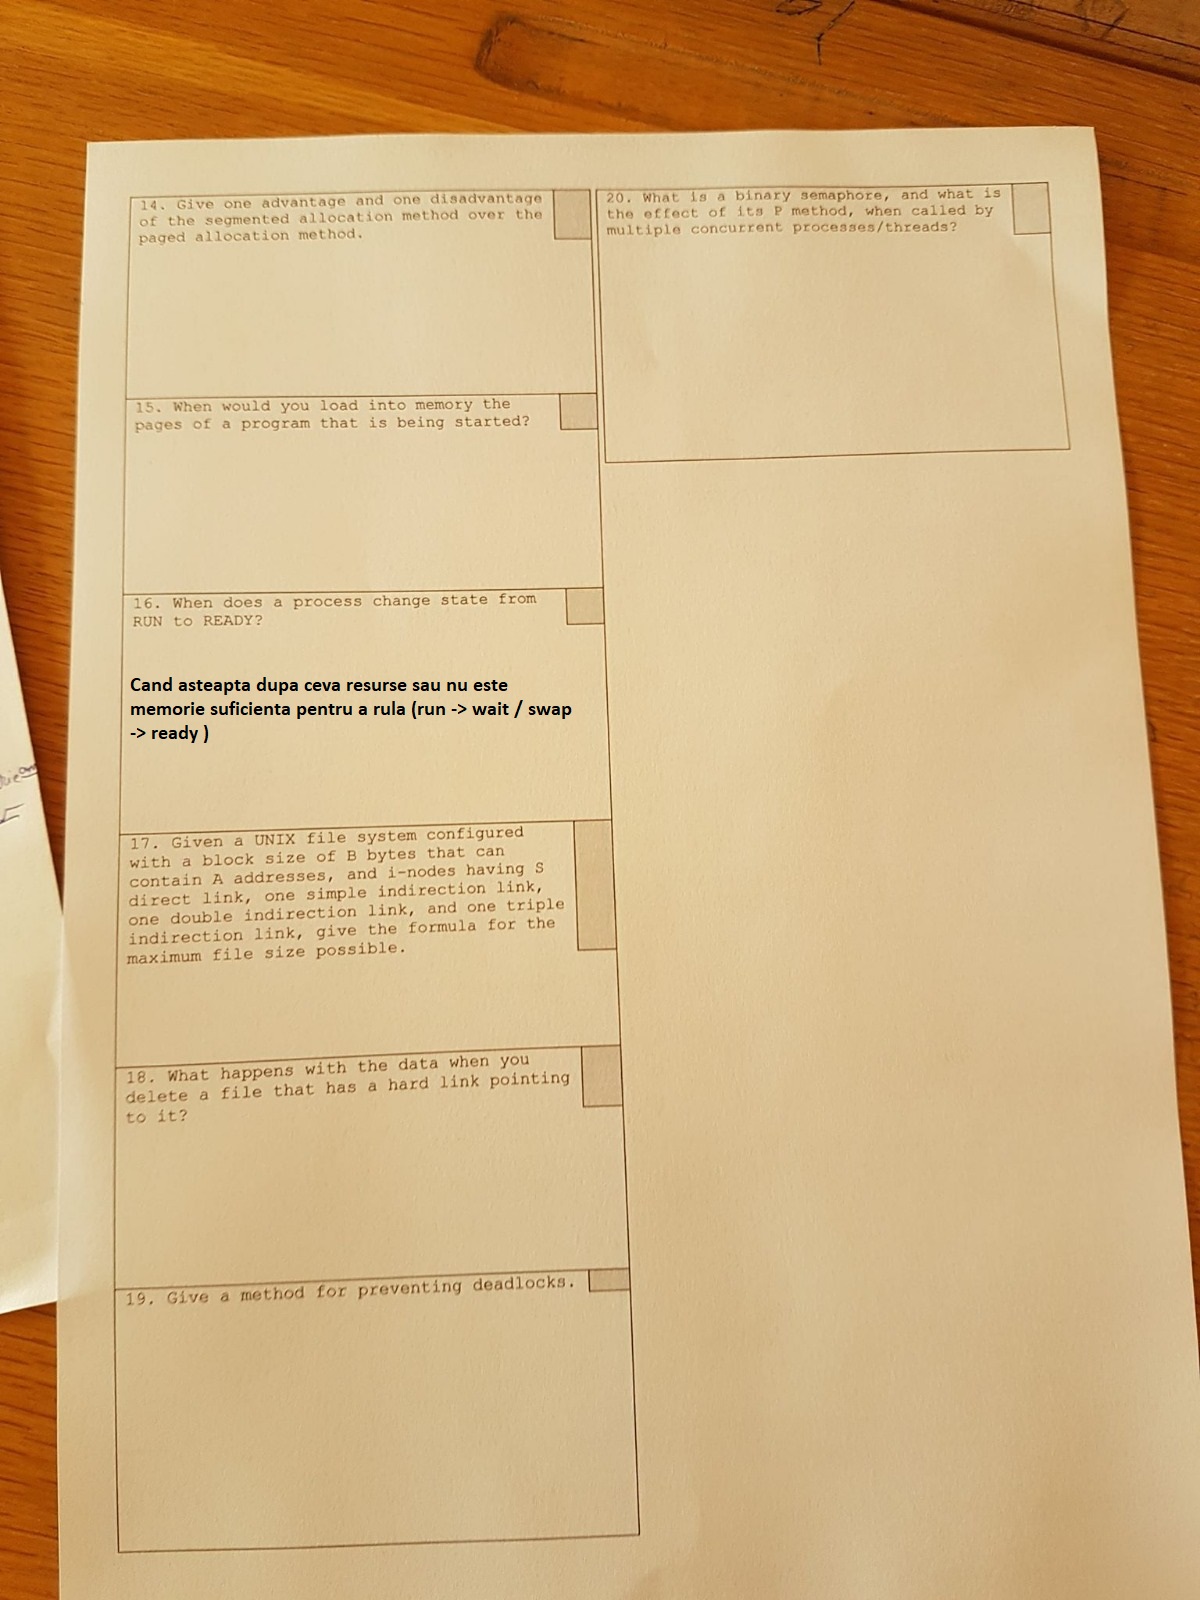 14. Give one advantage and one disadvantage
of the segmented allocation method over the
paged allocation method.
15. When would you load into memory the
pages of a program that is being started?
16. When does a process change state from
RUN to READY?
Cand asteapta dupa ceva resurse sau nu este
memorie suficienta pentru a rula (run -> wait / swap
-> ready )
17. Given a UNIX file system configured
with a block size of B bytes that can
contain A addresses, and i-nodes having S
direct link, one simple indirection link,
one double indirection link, and one triple
indirection link, give the formula for the
maximum file size possible.
18. What happens with the data when you
delete a file that has a hard link pointing
to it?
19. Give a method for preventing deadlocks.
20. What is a binary semaphore, and what is
the effect of its P method, when called by
multiple concurrent processes/threads?